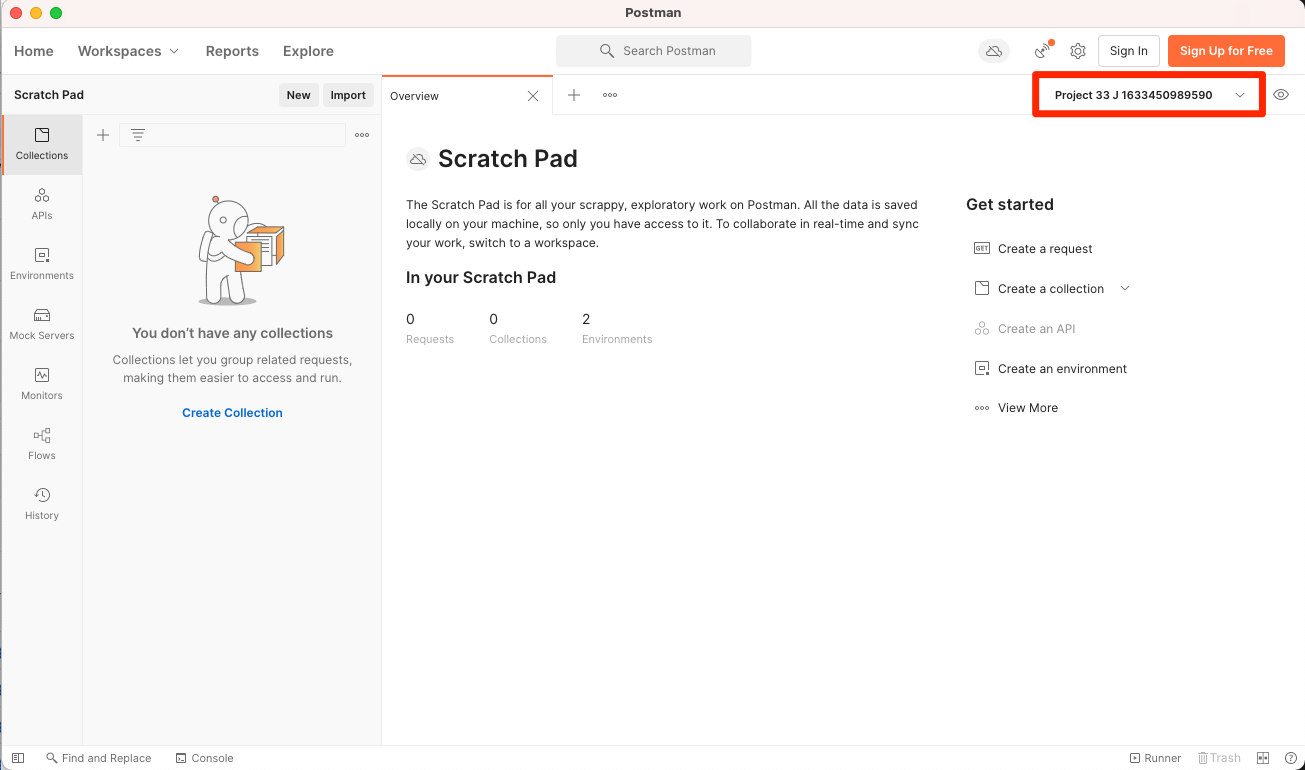 Postman
Home Workspaces Reports Explore Search Postman Sign In Sign Up for Free
Scratch Pad New Import Overview Project 33 J 1633450989590
Collections
APIs
Environments
Mock Servers
Monitors
Flows
History
You don’t have any collections
Collections let you group related requests,
making them easier to access and run.
Create Collection
Scratch Pad
The Scratch Pad is for all your scrappy, exploratory work on Postman. All the data is saved
locally on your machine, so only you have access to it. To collaborate in real-time and sync
your work, switch to a workspace.
In your Scratch Pad
0 0 2
Requests Collections Environments
Get started
GET Create a request
Create a collection
Create an API
Create an environment
View More
Find and Replace Console Runner Trash